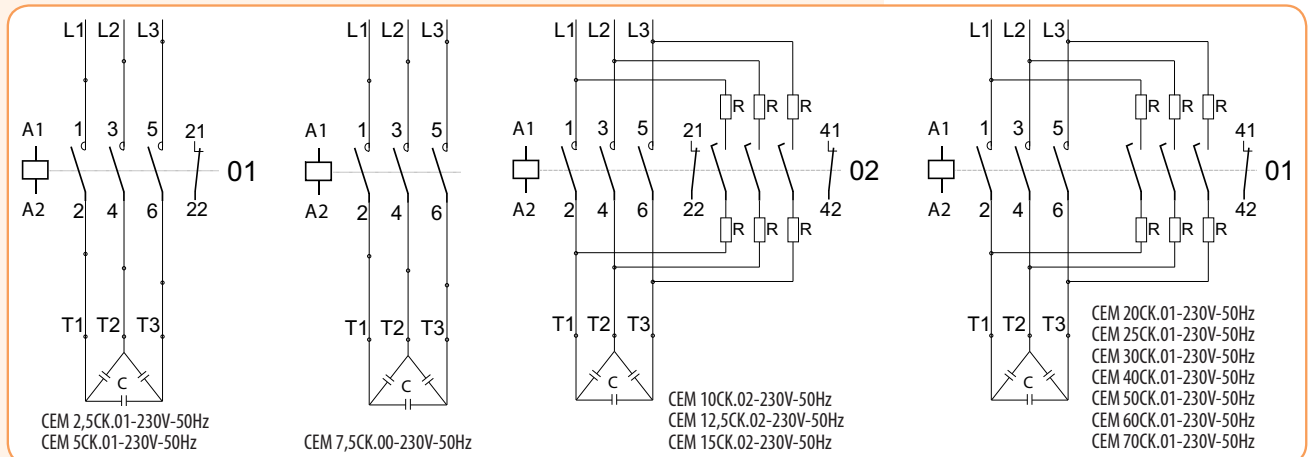 L1 L2 L3
A1 1 3 5 21
01
A2 2 4 6 22
T1 T2 T3
C
CEM 2,5CK.01-230V-50Hz
CEM 5CK.01-230V-50Hz
L1 L2 L3
A1 1 3 5
A2 2 4 6
T1 T2 T3
C
CEM 7,5CK.00-230V-50Hz
L1 L2 L3
R R R
A1 1 3 5 21 41
02
A2 2 4 6 22 42
R R R
T1 T2 T3
C
CEM 10CK.02-230V-50Hz
CEM 12,5CK.02-230V-50Hz
CEM 15CK.02-230V-50Hz
L1 L2 L3
R R R
A1 1 3 5 41
01
A2 2 4 6 42
R R R
T1 T2 T3
C
CEM 20CK.01-230V-50Hz
CEM 25CK.01-230V-50Hz
CEM 30CK.01-230V-50Hz
CEM 40CK.01-230V-50Hz
CEM 50CK.01-230V-50Hz
CEM 60CK.01-230V-50Hz
CEM 70CK.01-230V-50Hz